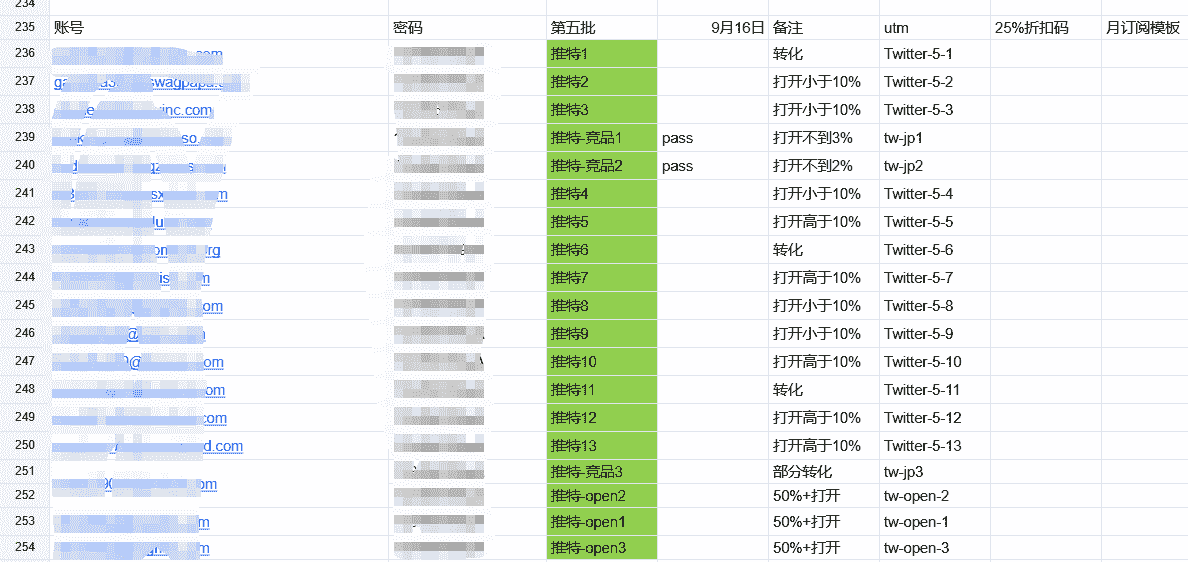 234
235 账号 密码 第五批 9月16日 备注 utm 25%折扣码 月订阅模板
236 推特1 转化 Twitter-5-1
237 推特2 打开小于10% Twitter-5-2
238 inc.com 推特3 打开小于10% Twitter-5-3
239 推特-竞品1 pass 打开不到3% tw-jp1
240 推特-竞品2 pass 打开不到2% tw-jp2
241 推特4 打开小于10% Twitter-5-4
242 推特5 打开高于10% Twitter-5-5
243 推特6 转化 Twitter-5-6
244 推特7 打开高于10% Twitter-5-7
245 om 推特8 打开小于10% Twitter-5-8
246 @ 推特9 打开小于10% Twitter-5-9
247 @ om 推特10 打开高于10% Twitter-5-10
248 om 推特11 转化 Twitter-5-11
249 .com 推特12 打开高于10% Twitter-5-12
250 d.com 推特13 打开高于10% Twitter-5-13
251 推特-竞品3 部分转化 tw-jp3
om
252 推特-open2 50%+打开 tw-open-2
253 推特-open1 50%+打开 tw-open-1
254 推特-open3 50%+打开 tw-open-3